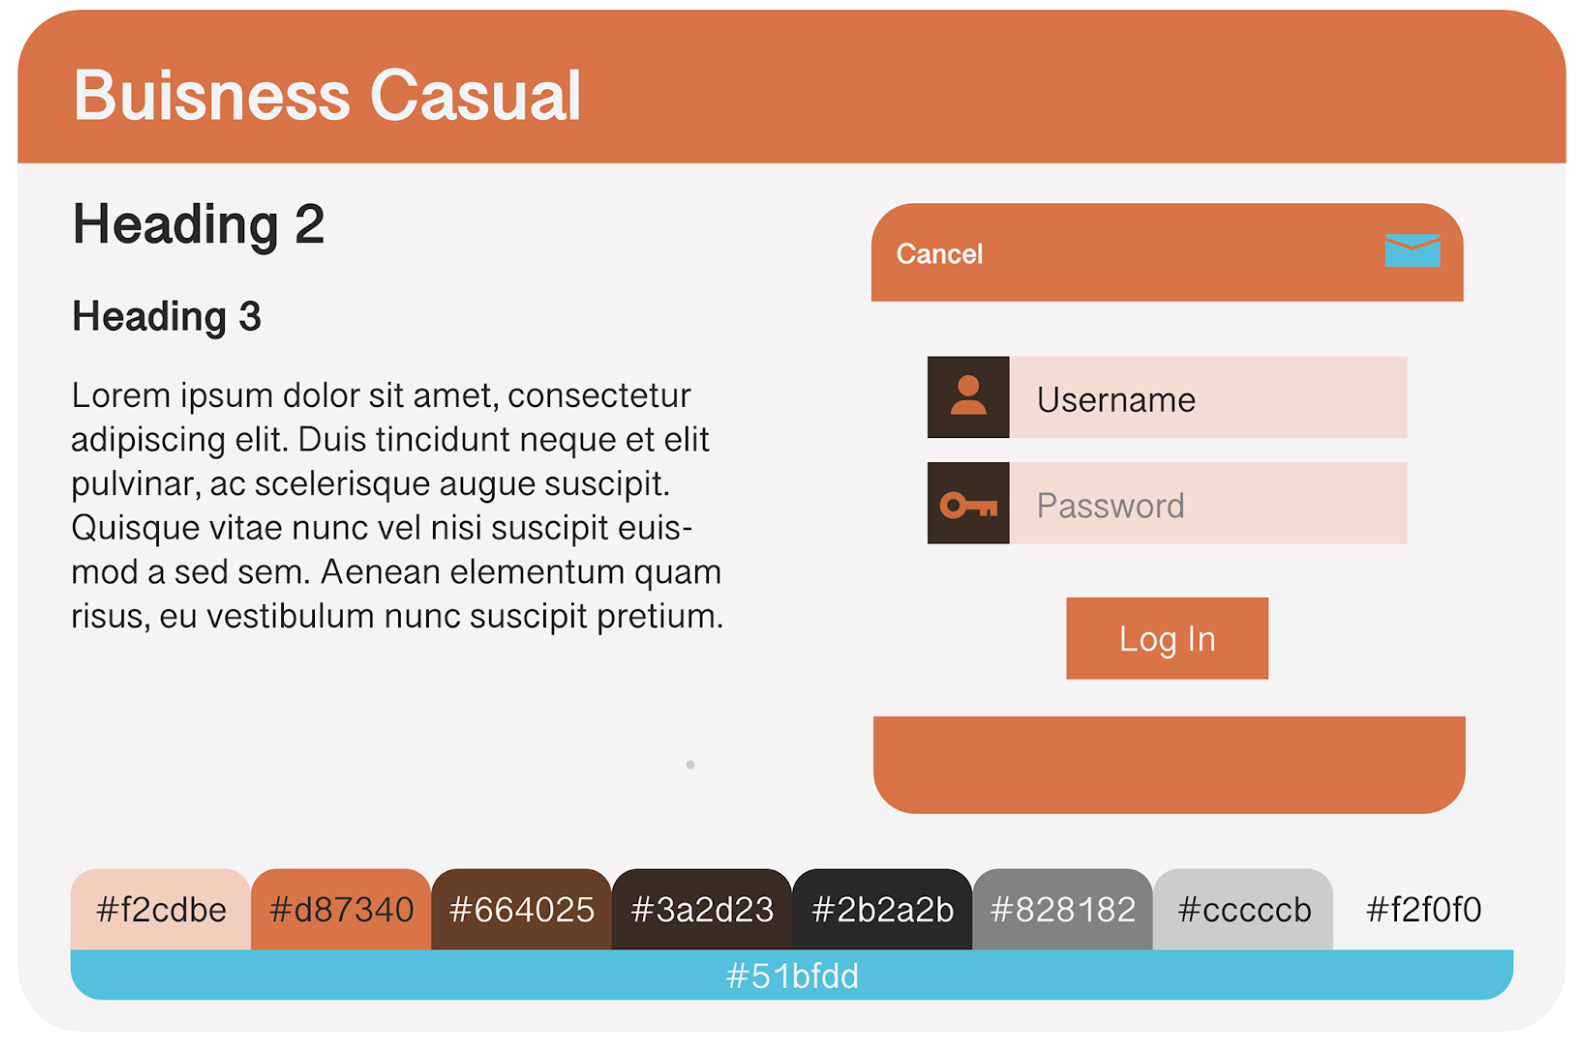 Buisness Casual
Heading 2
Heading 3
Lorem ipsum dolor sit amet, consectetur
adipiscing elit. Duis tincidunt neque et elit
pulvinar, ac scelerisque augue suscipit.
Quisque vitae nunc vel nisi suscipit euis-
mod a sed sem. Aenean elementum quam
risus, eu vestibulum nunc suscipit pretium.
Cancel
Username
Password
Log In
#f2cdbe #d87340 #664025 #3a2d23 #2b2a2b #828182 #cccccb #f2f0f0
#51bfdd